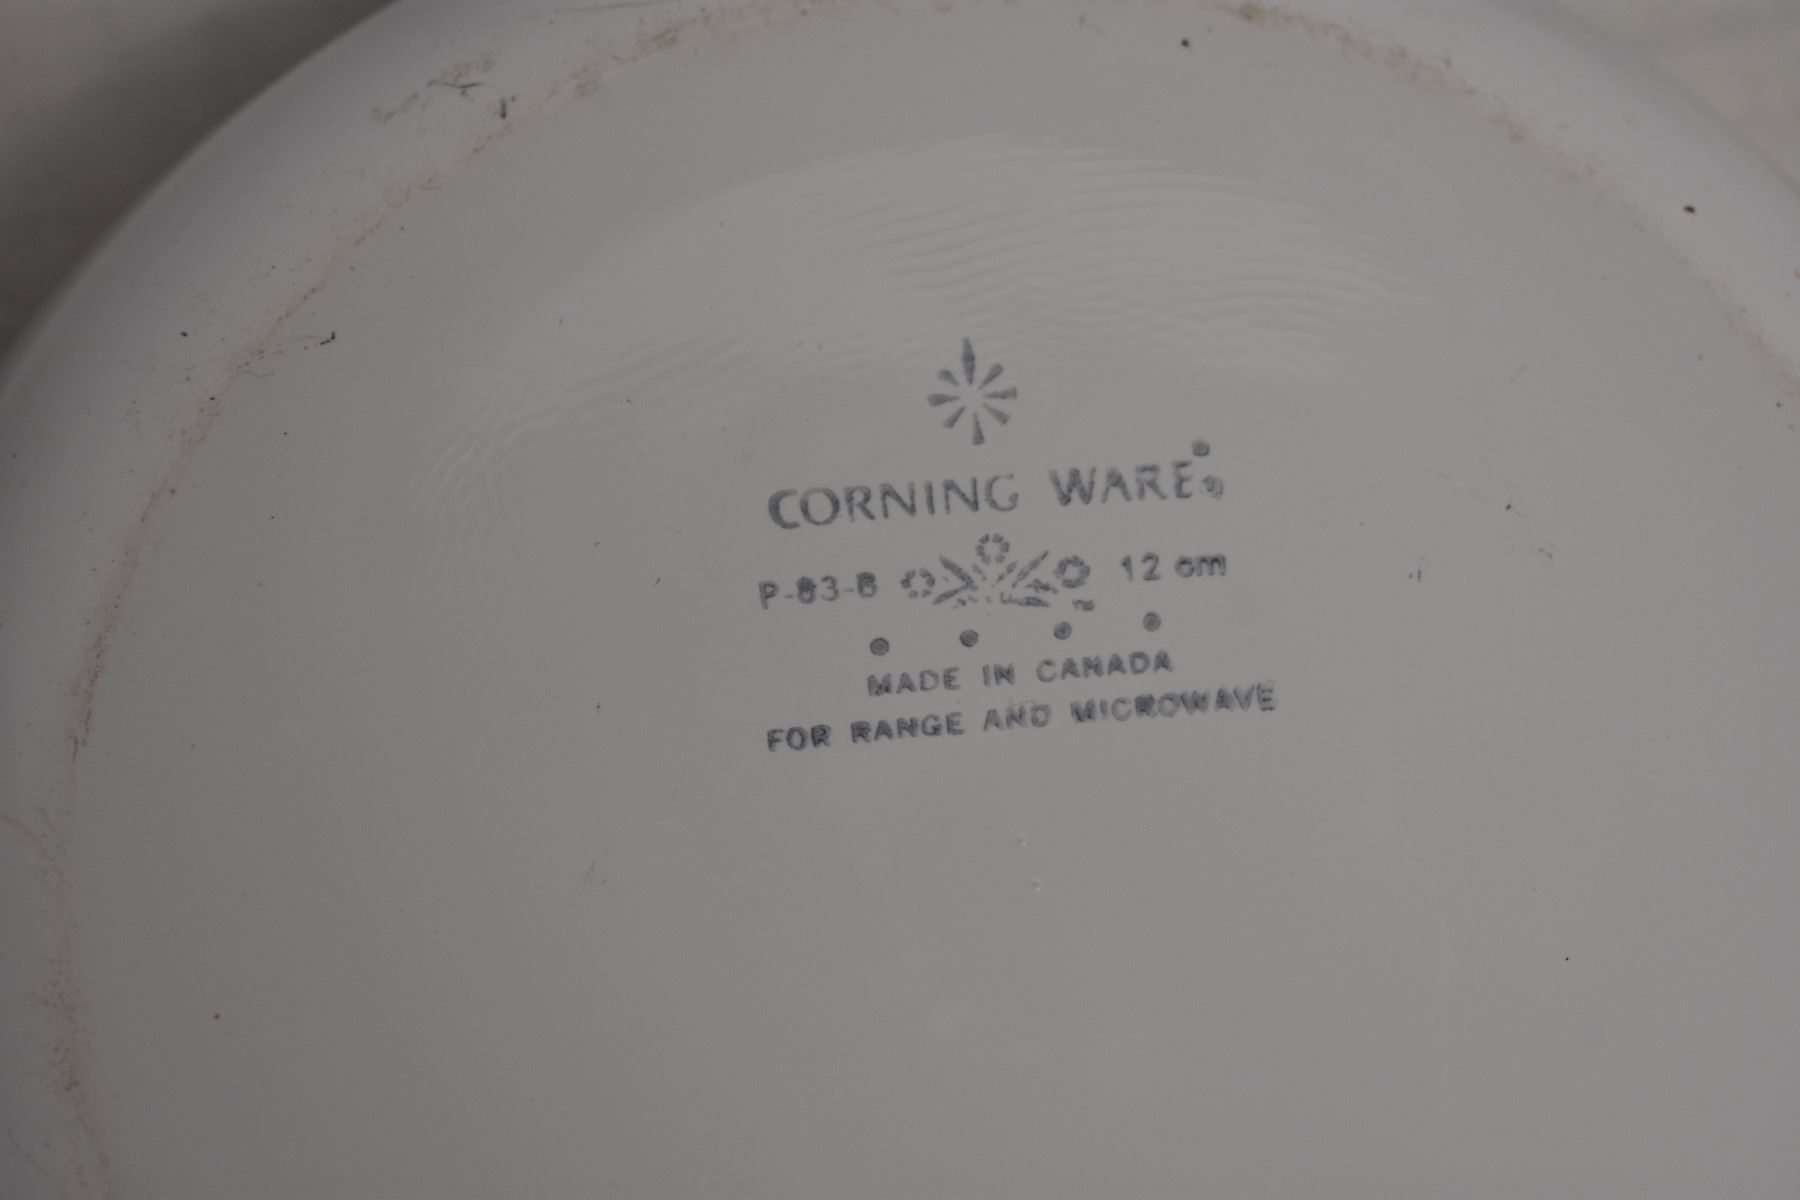 CORNING WARE
P-83-B 12 cm
MADE IN CANADA
FOR RANGE AND MICROWAVE